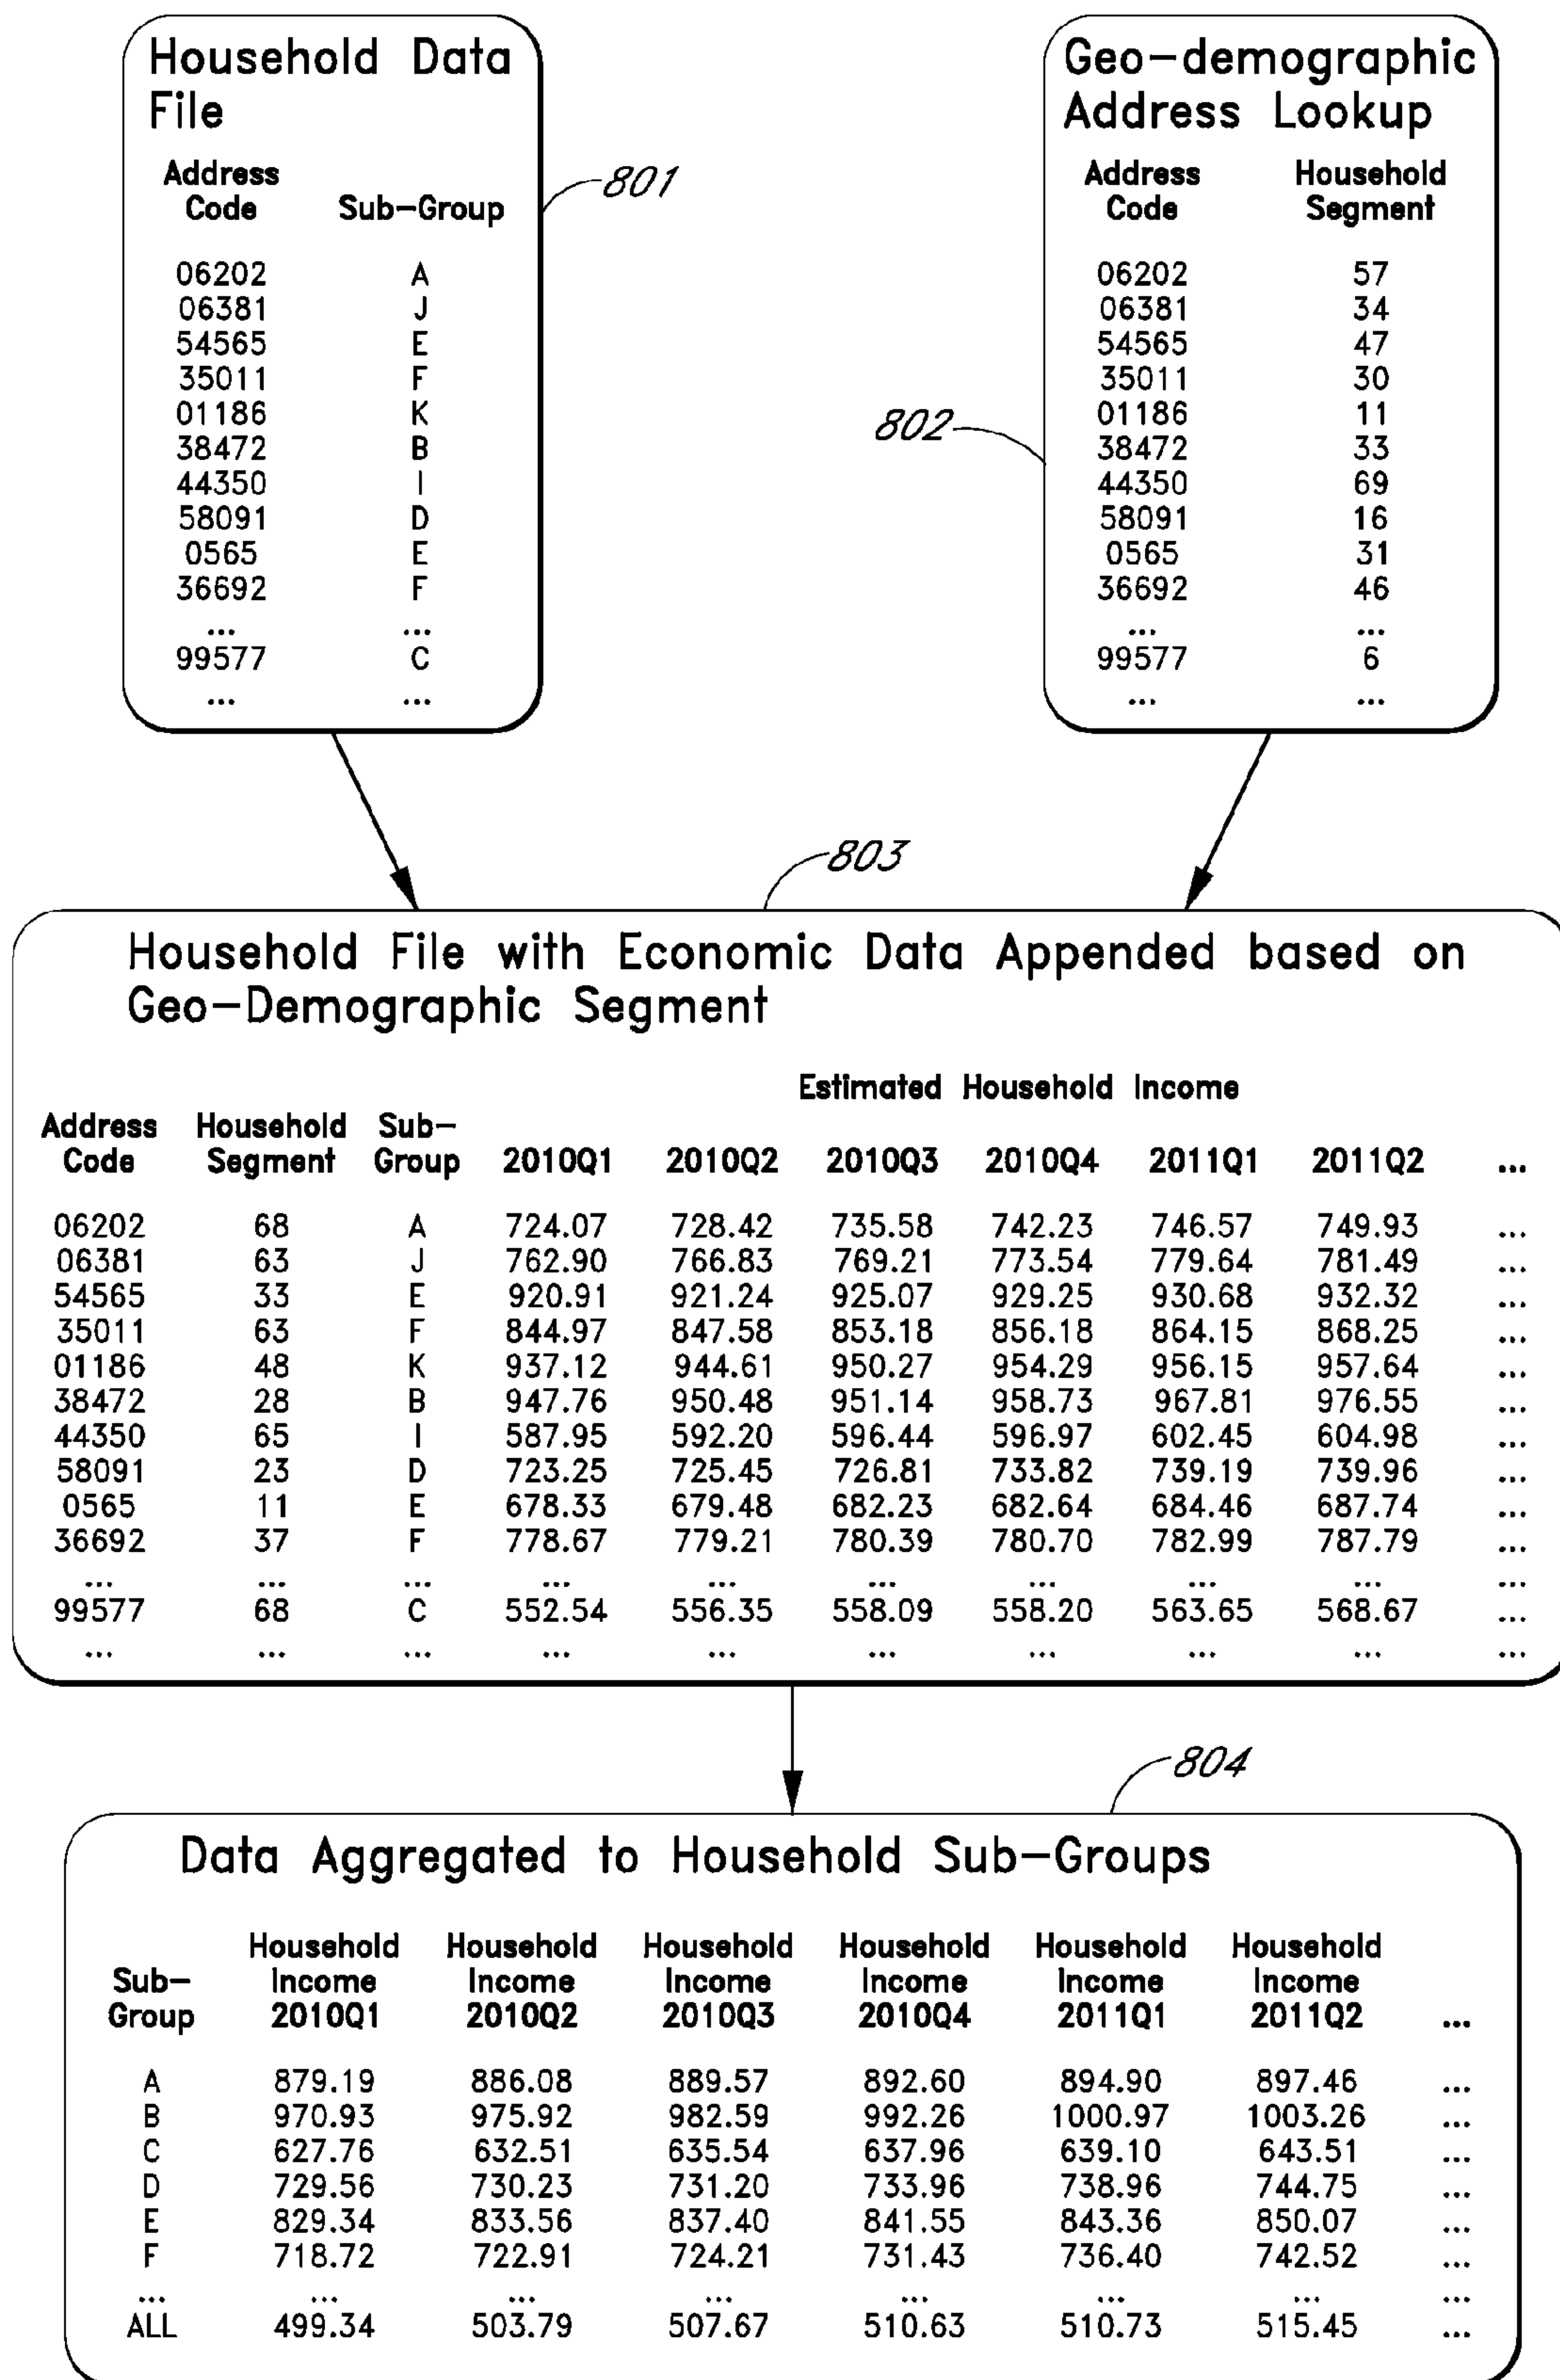 Household Data
File
Address
Code Sub-Group
06202 A
06381 J
54565 E
35011 F
01186 K
38472 B
44350 I
58091 D
0565 E
36692 F
... ...
99577 C
... ...
801
Geo-demographic
Address Lookup
Address Household
Code Segment
06202 57
06381 34
54565 47
35011 30
01186 11
38472 33
44350 69
58091 16
0565 31
36692 46
... ...
99577 6
... ...
802
803
Household File with Economic Data Appended based on
Geo-Demographic Segment
Estimated Household Income
Address Household Sub-
Code Segment Group 2010Q1 2010Q2 2010Q3 2010Q4 2011Q1 2011Q2 ...
06202 68 A 724.07 728.42 735.58 742.23 746.57 749.93 ...
06381 63 J 762.90 766.83 769.21 773.54 779.64 781.49 ...
54565 33 E 920.91 921.24 925.07 929.25 930.68 932.32 ...
35011 63 F 844.97 847.58 853.18 856.18 864.15 868.25 ...
01186 48 K 937.12 944.61 950.27 954.29 956.15 957.64 ...
38472 28 B 947.76 950.48 951.14 958.73 967.81 976.55 ...
44350 65 I 587.95 592.20 596.44 596.97 602.45 604.98 ...
58091 23 D 723.25 725.45 726.81 733.82 739.19 739.96 ...
0565 11 E 678.33 679.48 682.23 682.64 684.46 687.74 ...
36692 37 F 778.67 779.21 780.39 780.70 782.99 787.79 ...
... ... ... ... ... ... ... ... ... ...
99577 68 C 552.54 556.35 558.09 558.20 563.65 568.67 ...
... ... ... ... ... ... ... ... ... ...
804
Data Aggregated to Household Sub-Groups
Household Household Household Household Household Household
Sub- Income Income Income Income Income Income
Group 2010Q1 2010Q2 2010Q3 2010Q4 2011Q1 2011Q2 ...
A 879.19 886.08 889.57 892.60 894.90 897.46 ...
B 970.93 975.92 982.59 992.26 1000.97 1003.26 ...
C 627.76 632.51 635.54 637.96 639.10 643.51 ...
D 729.56 730.23 731.20 733.96 738.96 744.75 ...
E 829.34 833.56 837.40 841.55 843.36 850.07 ...
F 718.72 722.91 724.21 731.43 736.40 742.52 ...
... ... ... ... ... ... ... ...
ALL 499.34 503.79 507.67 510.63 510.73 515.45 ...